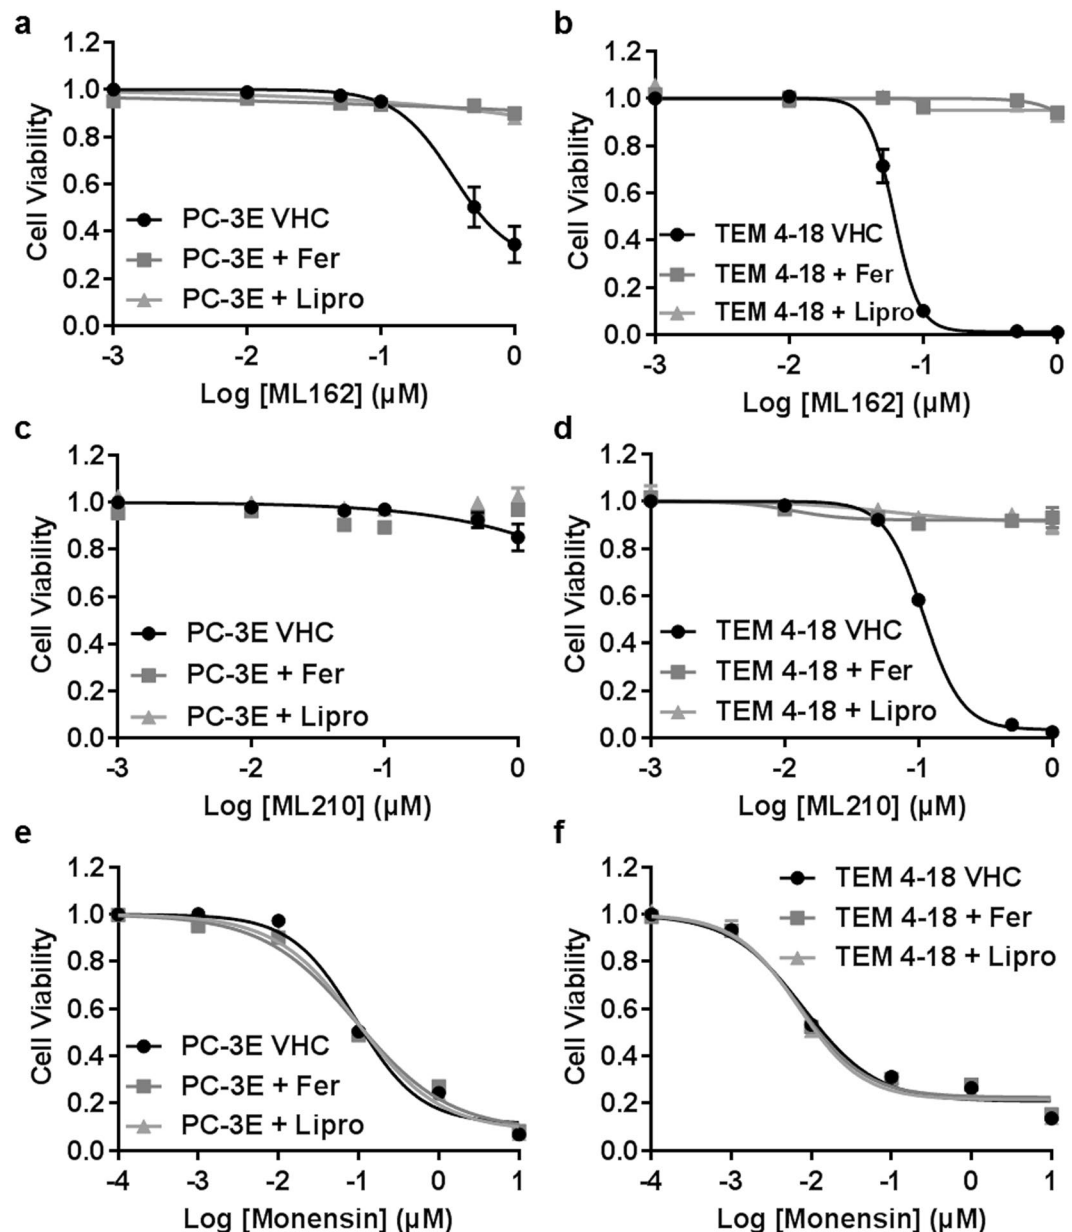 a
1.2
1.0
0.8
0.6
0.4
0.2
0.0
Cell Viability
PC-3E VHC
PC-3E + Fer
PC-3E + Lipro
-3 -2 -1 0
Log [ML162] (µM)
b
1.2
1.0
0.8
0.6
0.4
0.2
0.0
Cell Viability
TEM 4-18 VHC
TEM 4-18 + Fer
TEM 4-18 + Lipro
-3 -2 -1 0
Log [ML162] (µM)
c
1.2
1.0
0.8
0.6
0.4
0.2
0.0
Cell Viability
PC-3E VHC
PC-3E + Fer
PC-3E + Lipro
-3 -2 -1 0
Log [ML210] (µM)
d
1.2
1.0
0.8
0.6
0.4
0.2
0.0
Cell Viability
TEM 4-18 VHC
TEM 4-18 + Fer
TEM 4-18 + Lipro
-3 -2 -1 0
Log [ML210] (µM)
e
1.2
1.0
0.8
0.6
0.4
0.2
0.0
Cell Viability
PC-3E VHC
PC-3E + Fer
PC-3E + Lipro
-4 -3 -2 -1 0 1
Log [Monensin] (µM)
f
1.2
1.0
0.8
0.6
0.4
0.2
0.0
Cell Viability
TEM 4-18 VHC
TEM 4-18 + Fer
TEM 4-18 + Lipro
-4 -3 -2 -1 0 1
Log [Monensin] (µM)